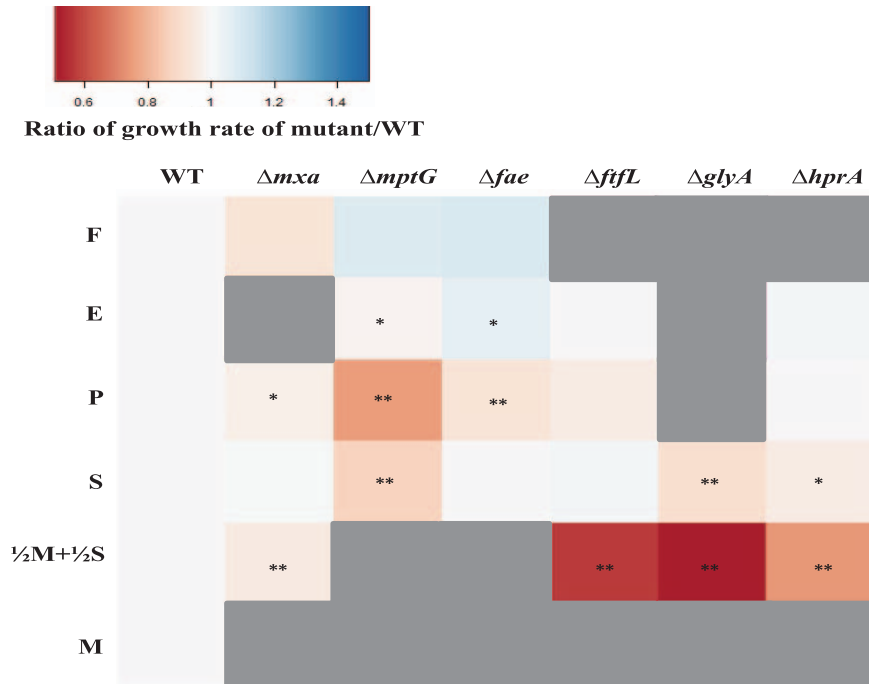 0.6 0.8 1 1.2 1.4
Ratio of growth rate of mutant/WT
WT Δmxa ΔmptG Δfae ΔftfL ΔglyA ΔhprA
F
E * *
P * ** **
S ** ** *
½M+½S ** ** ** **
M